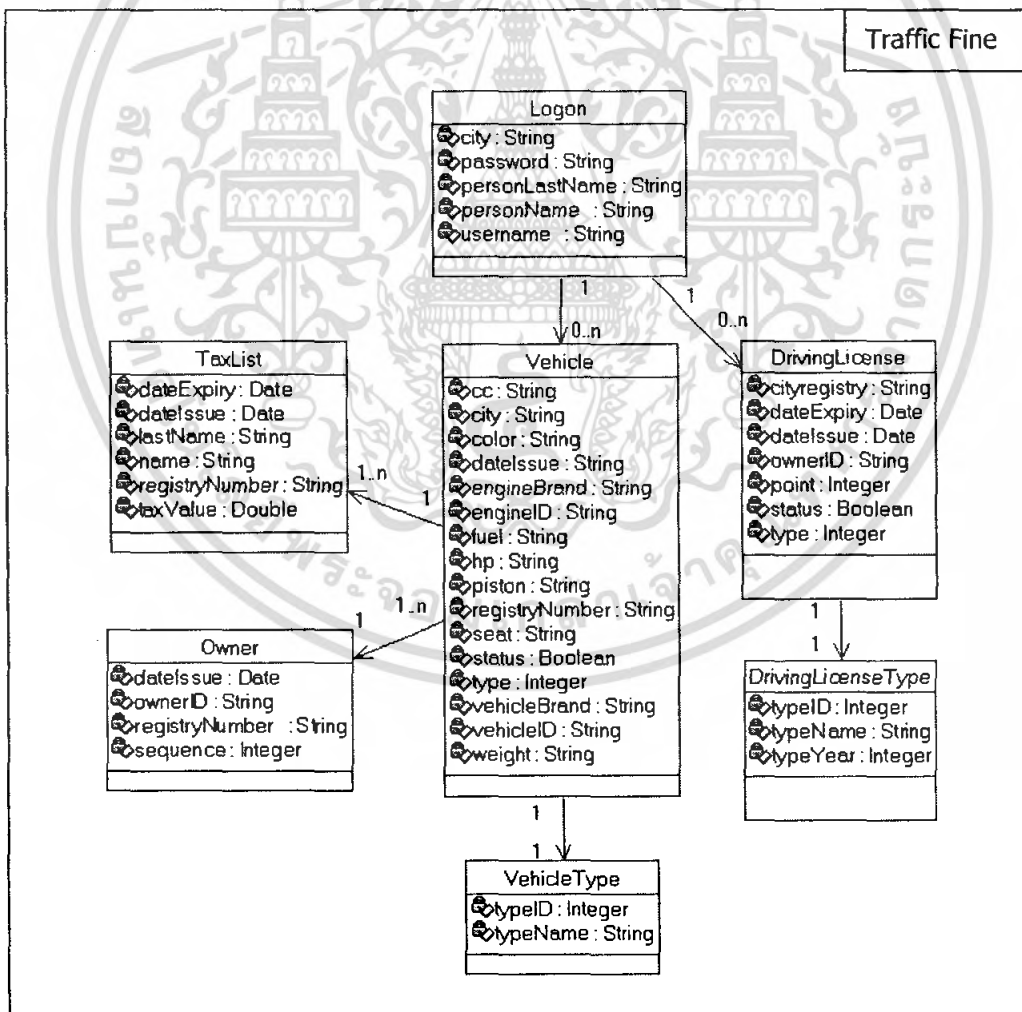 Traffic Fine
Logon
city : String
password : String
personLastName : String
personName : String
username : String
1
0..n
1
0..n
TaxList
dateExpiry : Date
dateIssue : Date
lastName : String
name : String
registryNumber : String
taxValue : Double
1..n
1
Vehicle
cc : String
city : String
color : String
dateIssue : String
engineBrand : String
engineID : String
fuel : String
hp : String
piston : String
registryNumber : String
seat : String
status : Boolean
type : Integer
vehicleBrand : String
vehicleID : String
weight : String
DrivingLicense
cityregistry : String
dateExpiry : Date
dateIssue : Date
ownerID : String
point : Integer
status : Boolean
type : Integer
1..n
1
Owner
dateIssue : Date
ownerID : String
registryNumber : String
sequence : Integer
1
1
DrivingLicenseType
typeID : Integer
typeName : String
typeYear : Integer
1
1
VehicleType
typeID : Integer
typeName : String